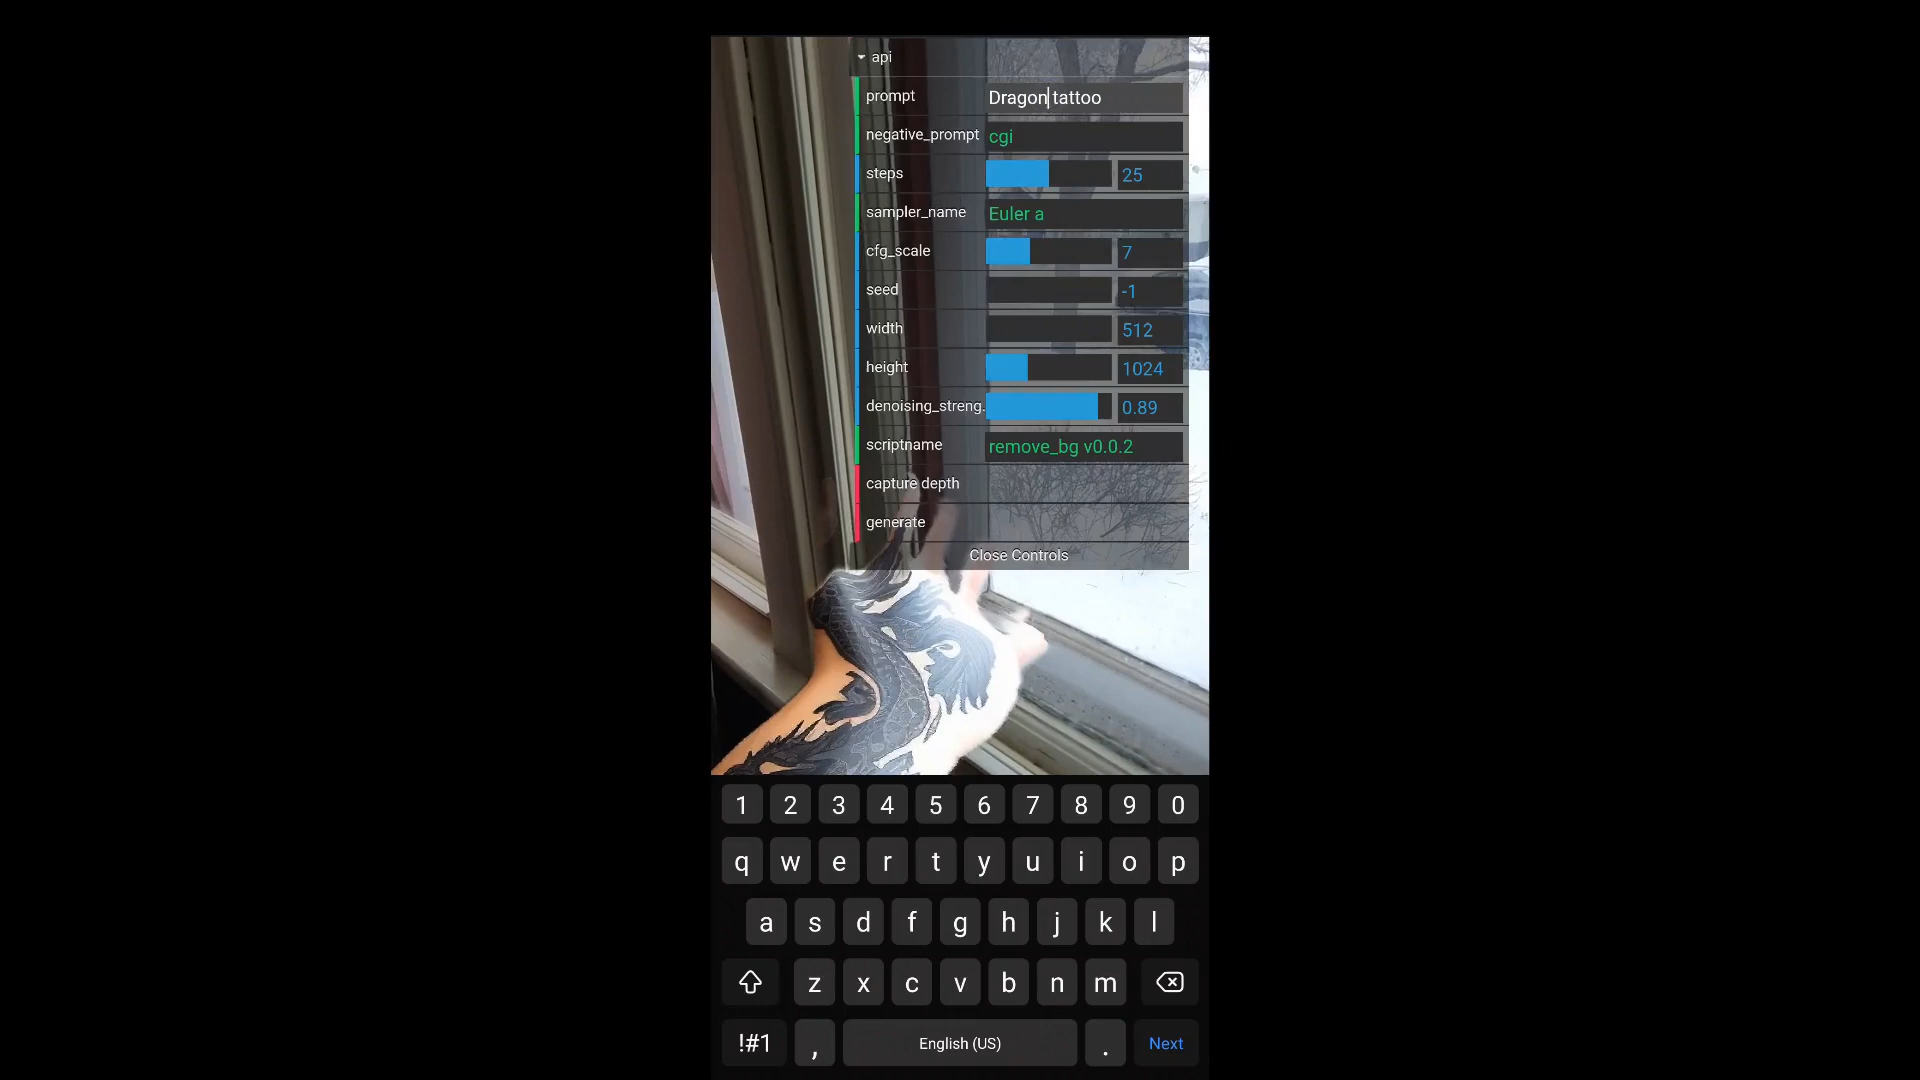 api
prompt Dragon tattoo
negative_prompt cgi
steps 25
sampler_name Euler a
cfg_scale 7
seed -1
width 512
height 1024
denoising_streng. 0.89
scriptname remove_bg v0.0.2
capture depth
generate
Close Controls
1 2 3 4 5 6 7 8 9 0
q w e r t y u i o p
a s d f g h j k l
z x c v b n m
!#1 , English (US) . Next